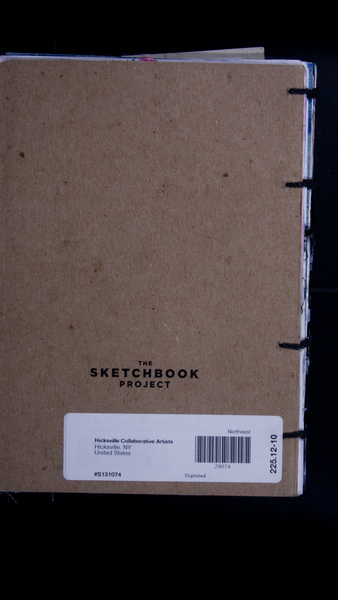 THE
SKETCHBOOK
PROJECT
Northeast
Hicksville Collaborative Artists
Hicksville, NY
United States
29074
#S131074
Digitized
225.12-10